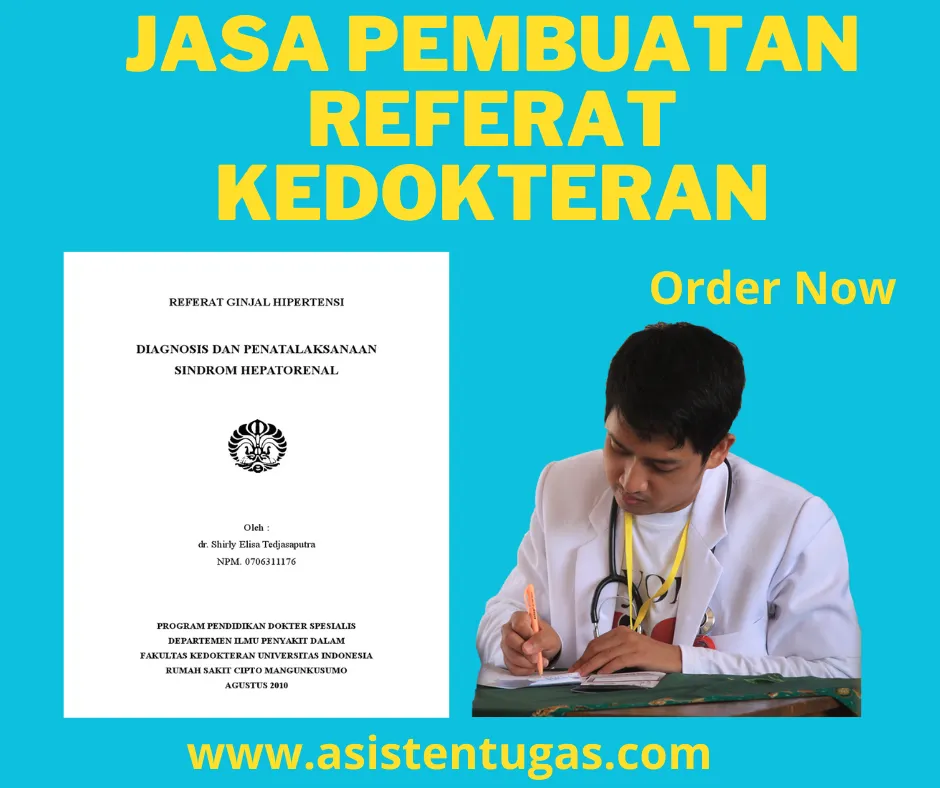 JASA PEMBUATAN
REFERAT
KEDOKTERAN
REFERAT GINJAL HIPERTENSI
DIAGNOSIS DAN PENATALAKSANAAN
SINDROM HEPATORENAL
Oleh :
dr. Shirly Elisa Tedjasaputra
NPM. 0706311176
PROGRAM PENDIDIKAN DOKTER SPESIALIS
DEPARTEMEN ILMU PENYAKIT DALAM
FAKULTAS KEDOKTERAN UNIVERSITAS INDONESIA
RUMAH SAKIT CIPTO MANGUNKUSUMO
AGUSTUS 2010
Order Now
www.asistentugas.com